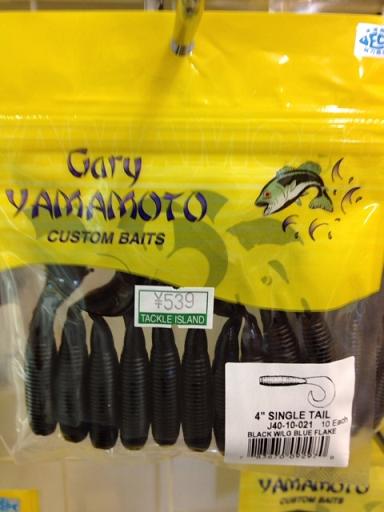 Gary
YAMAMOTO
CUSTOM BAITS
¥539
TACKLE ISLAND
4" SINGLE TAIL
J40-10-021 10 Each
BLACK W/LG BLUE FLAKE
YAMAMOTO
CUSTOM BAITS